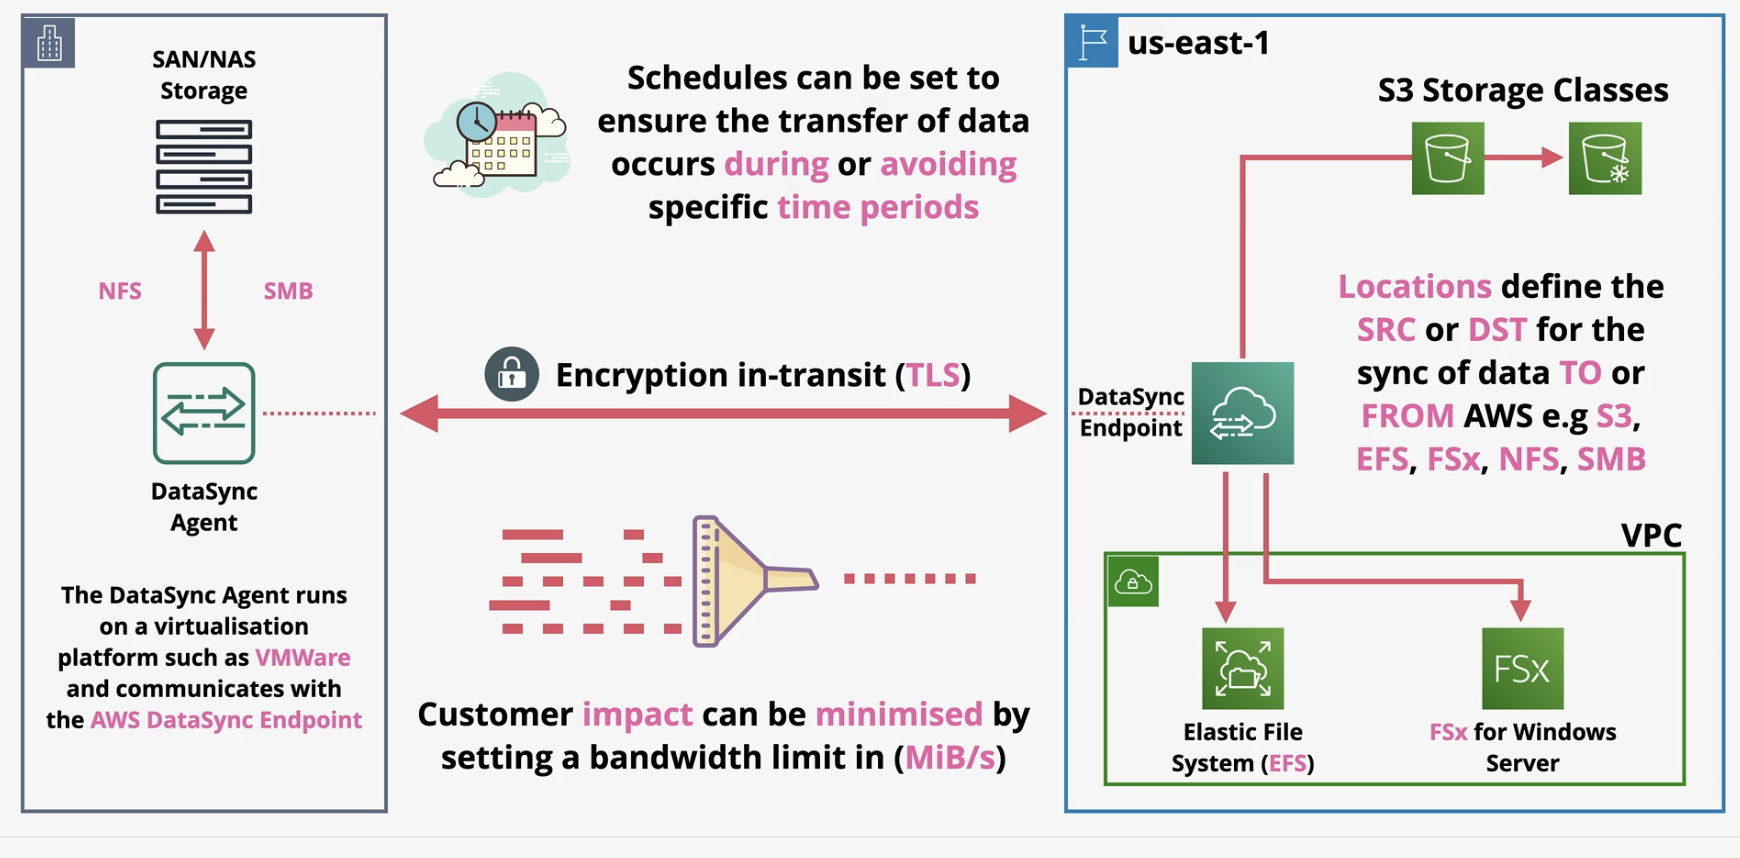 SAN/NAS
Storage
NFS
SMB
DataSync
Agent
The DataSync Agent runs
on a virtualisation
platform such as VMWare
and communicates with
the AWS DataSync Endpoint
Schedules can be set to
ensure the transfer of data
occurs during or avoiding
specific time periods
Encryption in-transit (TLS)
Customer impact can be minimised by
setting a bandwidth limit in (MiB/s)
us-east-1
S3 Storage Classes
Locations define the
SRC or DST for the
sync of data TO or
FROM AWS e.g S3,
EFS, FSx, NFS, SMB
DataSync
Endpoint
VPC
Elastic File
System (EFS)
FSx
FSx for Windows
Server